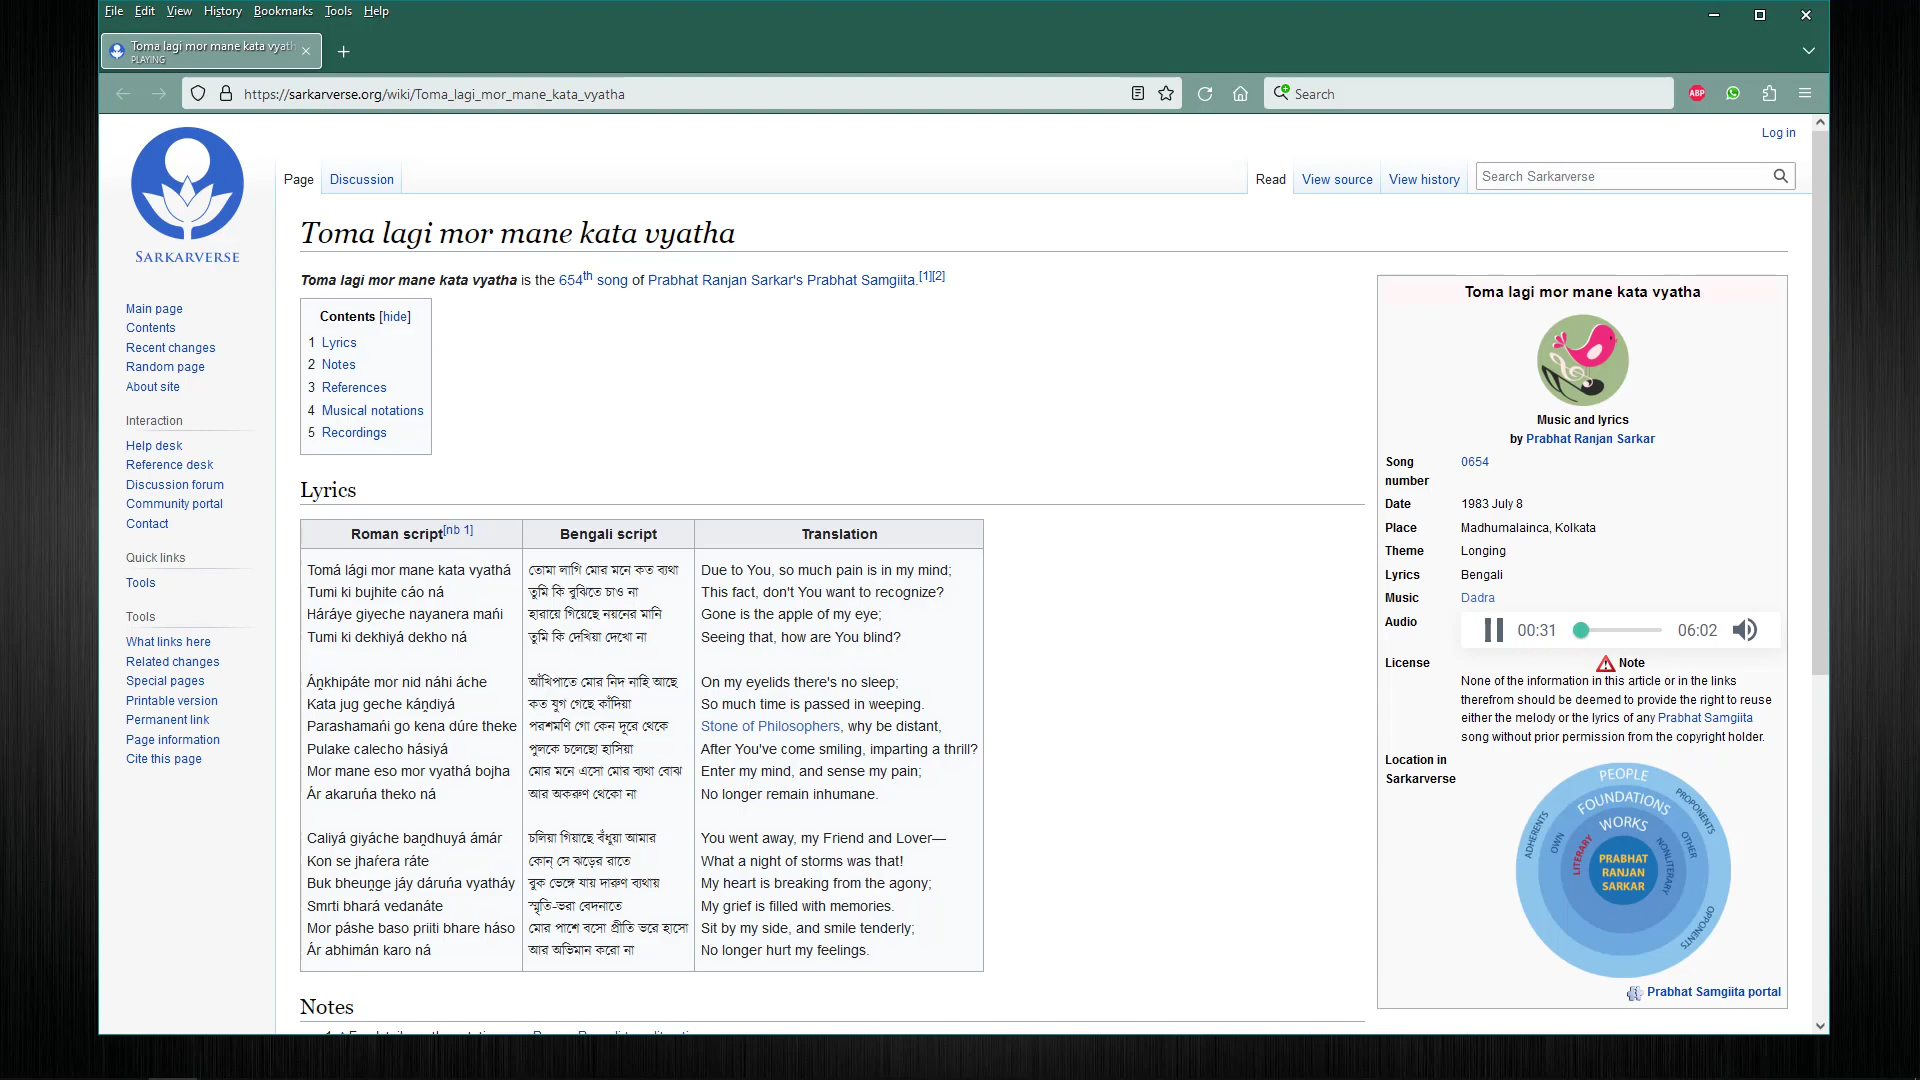 File Edit View History Bookmarks Tools Help
Toma lagi mor mane kata vyath
PLAYING
https://sarkarverse.org/wiki/Toma_lagi_mor_mane_kata_vyatha
Search
ABP
Log in
SARKARVERSE
Page Discussion Read View source View history Search Sarkarverse
Main page
Contents
Recent changes
Random page
About site
Interaction
Help desk
Reference desk
Discussion forum
Community portal
Contact
Quick links
Tools
Tools
What links here
Related changes
Special pages
Printable version
Permanent link
Page information
Cite this page
Toma lagi mor mane kata vyatha
Toma lagi mor mane kata vyatha is the 654th song of Prabhat Ranjan Sarkar's Prabhat Samgiita.[1][2]
Contents [hide]
1 Lyrics
2 Notes
3 References
4 Musical notations
5 Recordings
Lyrics
Roman script[nb 1] Bengali script Translation
Tomá lági mor mane kata vyathá তোমা লাগি মোর মনে কত ব্যথা Due to You, so much pain is in my mind;
Tumi ki bujhite cáo ná তুমি কি বুঝিতে চাও না This fact, don't You want to recognize?
Háráye giyeche nayanera mańi হারায়ে গিয়েছে নয়নের মানি Gone is the apple of my eye;
Tumi ki dekhiyá dekho ná তুমি কি দেখিয়া দেখো না Seeing that, how are You blind?
Áṋkhipáte mor nid náhi áche আঁখিপাতে মোর নিদ নাহি আছে On my eyelids there's no sleep;
Kata jug geche káṋdiyá কত যুগ গেছে কাঁদিয়া So much time is passed in weeping.
Parashamańi go kena dúre theke পরশমণি গো কেন দূরে থেকে Stone of Philosophers, why be distant,
Pulake calecho hásiyá পুলকে চলেছো হাসিয়া After You've come smiling, imparting a thrill?
Mor mane eso mor vyathá bojha মোর মনে এসো মোর ব্যথা বোঝ Enter my mind, and sense my pain;
Ár akaruńa theko ná আর অকরুণ থেকো না No longer remain inhumane.
Caliyá giyáche baṋdhuyá ámár চলিয়া গিয়াছে বঁধুয়া আমার You went away, my Friend and Lover—
Kon se jhaŕera ráte কোন্ সে ঝড়ের রাতে What a night of storms was that!
Buk bheuṋge jáy dáruńa vyatháy বুক ভেঙ্গে যায় দারুণ ব্যথায় My heart is breaking from the agony;
Smrti bhará vedanáte স্মৃতি-ভরা বেদনাতে My grief is filled with memories.
Mor páshe baso priiti bhare háso মোর পাশে বসো প্রীতি ভরে হাসো Sit by my side, and smile tenderly;
Ár abhimán karo ná আর অভিমান করো না No longer hurt my feelings.
Notes
Toma lagi mor mane kata vyatha
Music and lyrics
by Prabhat Ranjan Sarkar
Song number 0654
Date 1983 July 8
Place Madhumalainca, Kolkata
Theme Longing
Lyrics Bengali
Music Dadra
Audio 00:31 06:02
License Note
None of the information in this article or in the links
therefrom should be deemed to provide the right to reuse
either the melody or the lyrics of any Prabhat Samgiita
song without prior permission from the copyright holder.
Location in
Sarkarverse
PEOPLE
ADHERENTS
PROPONENTS
OPPONENTS
FOUNDATIONS
OWN
OTHER
WORKS
LITERARY
NONLITERARY
PRABHAT
RANJAN
SARKAR
Prabhat Samgiita portal